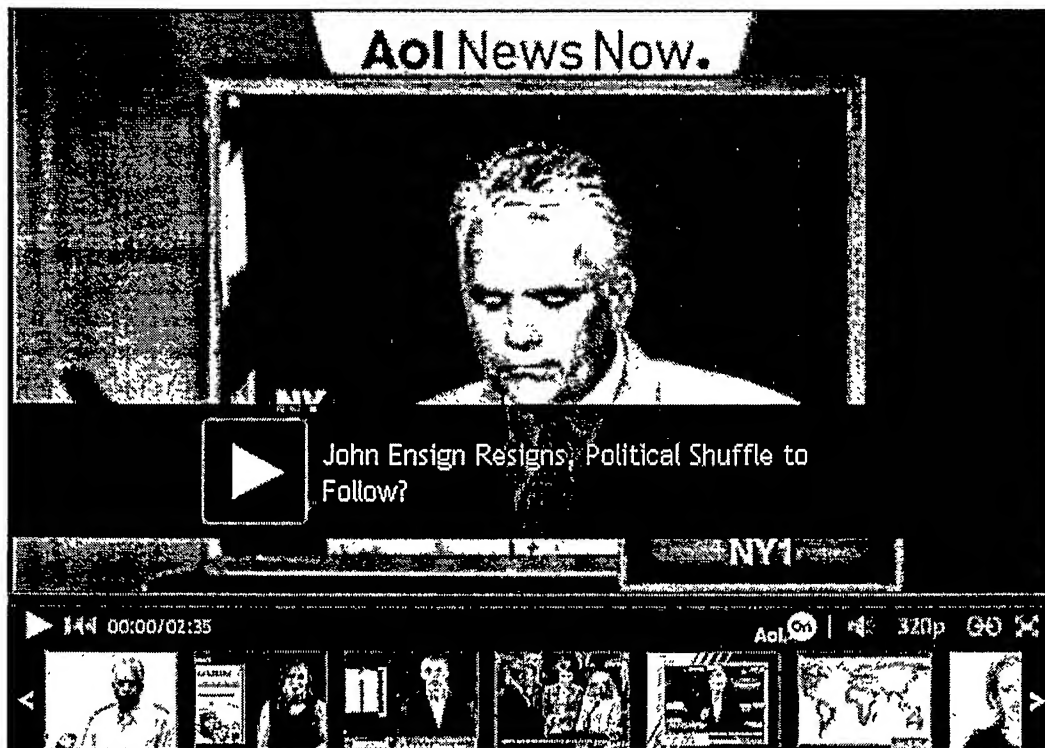 Aol News Now.
NY
John Ensign Resigns, Political Shuffle to
Follow?
NY1
00:00/02:35
Aol. On
320p